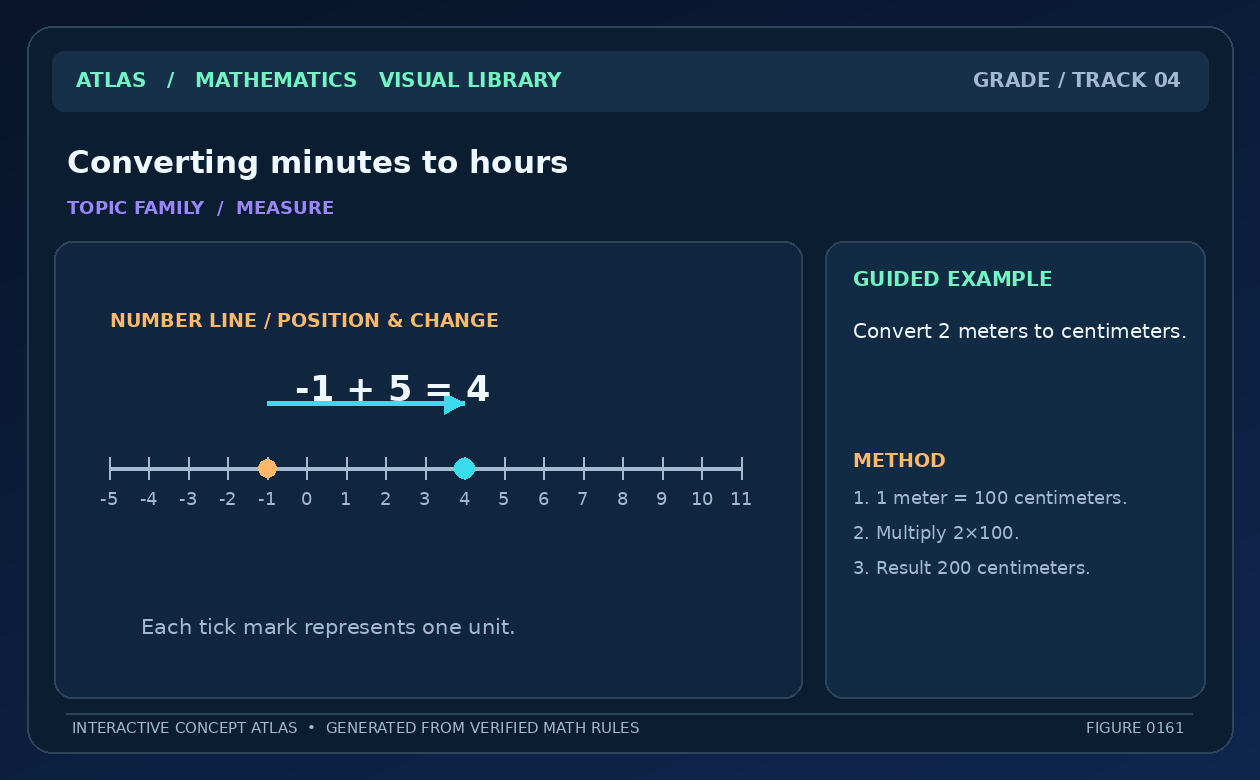 ATLAS / MATHEMATICS VISUAL LIBRARY
GRADE / TRACK 04
Converting minutes to hours
TOPIC FAMILY / MEASURE
NUMBER LINE / POSITION & CHANGE
-1 + 5 = 4
-5 -4 -3 -2 -1 0 1 2 3 4 5 6 7 8 9 10 11
Each tick mark represents one unit.
GUIDED EXAMPLE
Convert 2 meters to centimeters.
METHOD
1. 1 meter = 100 centimeters.
2. Multiply 2×100.
3. Result 200 centimeters.
INTERACTIVE CONCEPT ATLAS • GENERATED FROM VERIFIED MATH RULES
FIGURE 0161